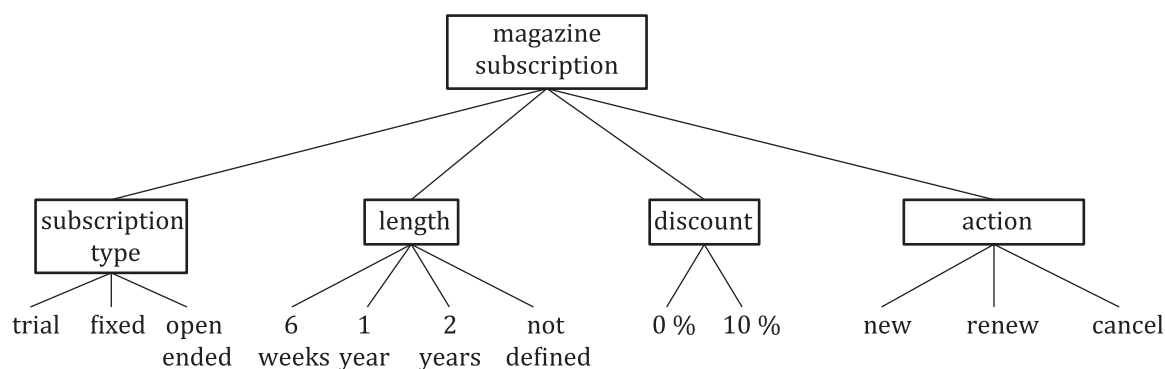 magazine
subscription
subscription
type
length
discount
action
trial
fixed
open
ended
6
weeks
1
year
2
years
not
defined
0 %
10 %
new
renew
cancel